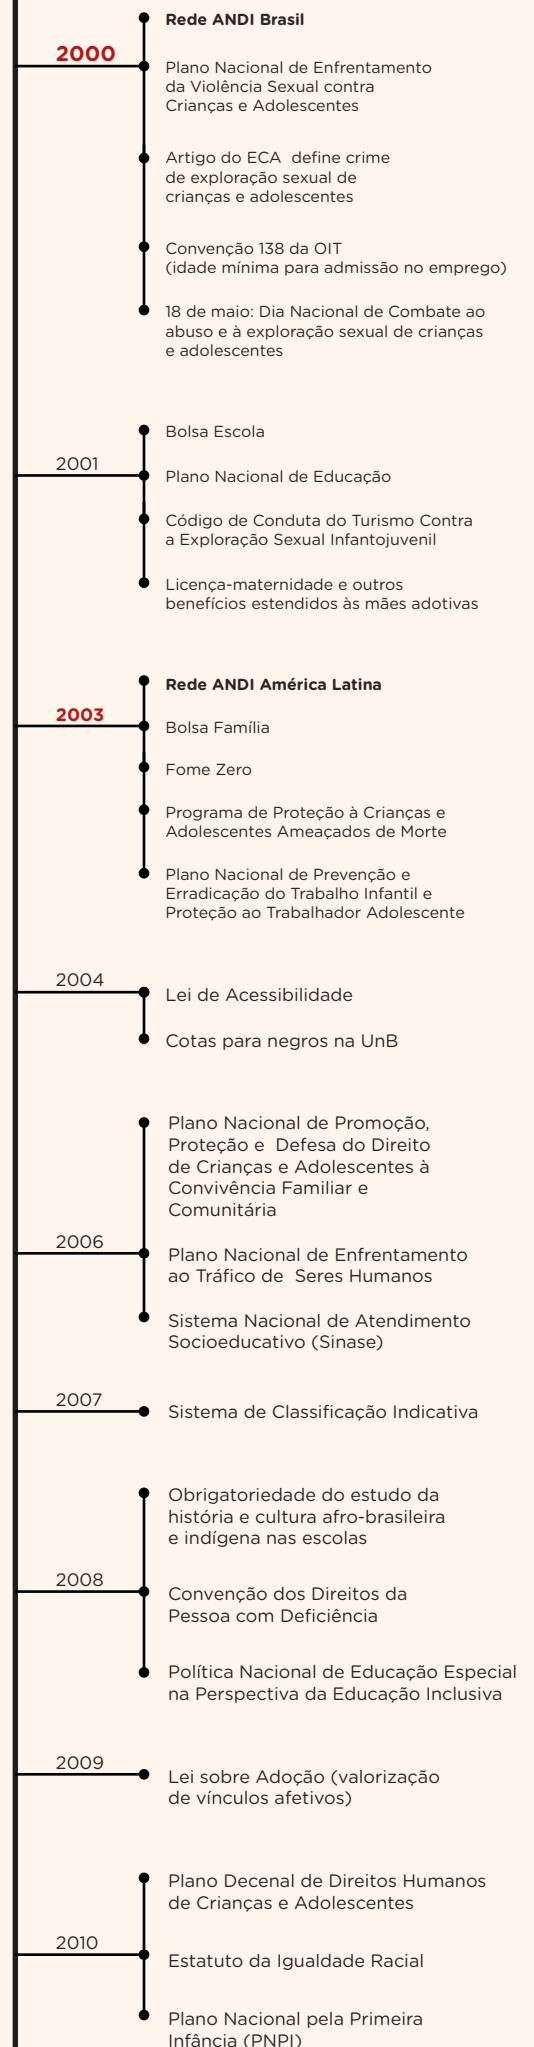 Rede ANDI Brasil
2000
Plano Nacional de Enfrentamento
da Violência Sexual contra
Crianças e Adolescentes
Artigo do ECA  define crime
de exploração sexual de
crianças e adolescentes
Convenção 138 da OIT
(idade mínima para admissão no emprego)
18 de maio: Dia Nacional de Combate ao
abuso e à exploração sexual de crianças
e adolescentes
Bolsa Escola
2001
Plano Nacional de Educação
Código de Conduta do Turismo Contra
a Exploração Sexual Infantojuvenil
Licença-maternidade e outros
benefícios estendidos às mães adotivas
Rede ANDI América Latina
2003
Bolsa Família
Fome Zero
Programa de Proteção à Crianças e
Adolescentes Ameaçados de Morte
Plano Nacional de Prevenção e
Erradicação do Trabalho Infantil e
Proteção ao Trabalhador Adolescente
2004
Lei de Acessibilidade
Cotas para negros na UnB
Plano Nacional de Promoção,
Proteção e  Defesa do Direito
de Crianças e Adolescentes à
Convivência Familiar e
Comunitária
2006
Plano Nacional de Enfrentamento
ao Tráfico de  Seres Humanos
Sistema Nacional de Atendimento
Socioeducativo (Sinase)
2007
Sistema de Classificação Indicativa
Obrigatoriedade do estudo da
história e cultura afro-brasileira
e indígena nas escolas
2008
Convenção dos Direitos da
Pessoa com Deficiência
Política Nacional de Educação Especial
na Perspectiva da Educação Inclusiva
2009
Lei sobre Adoção (valorização
de vínculos afetivos)
Plano Decenal de Direitos Humanos
de Crianças e Adolescentes
2010
Estatuto da Igualdade Racial
Plano Nacional pela Primeira
Infância (PNPI)